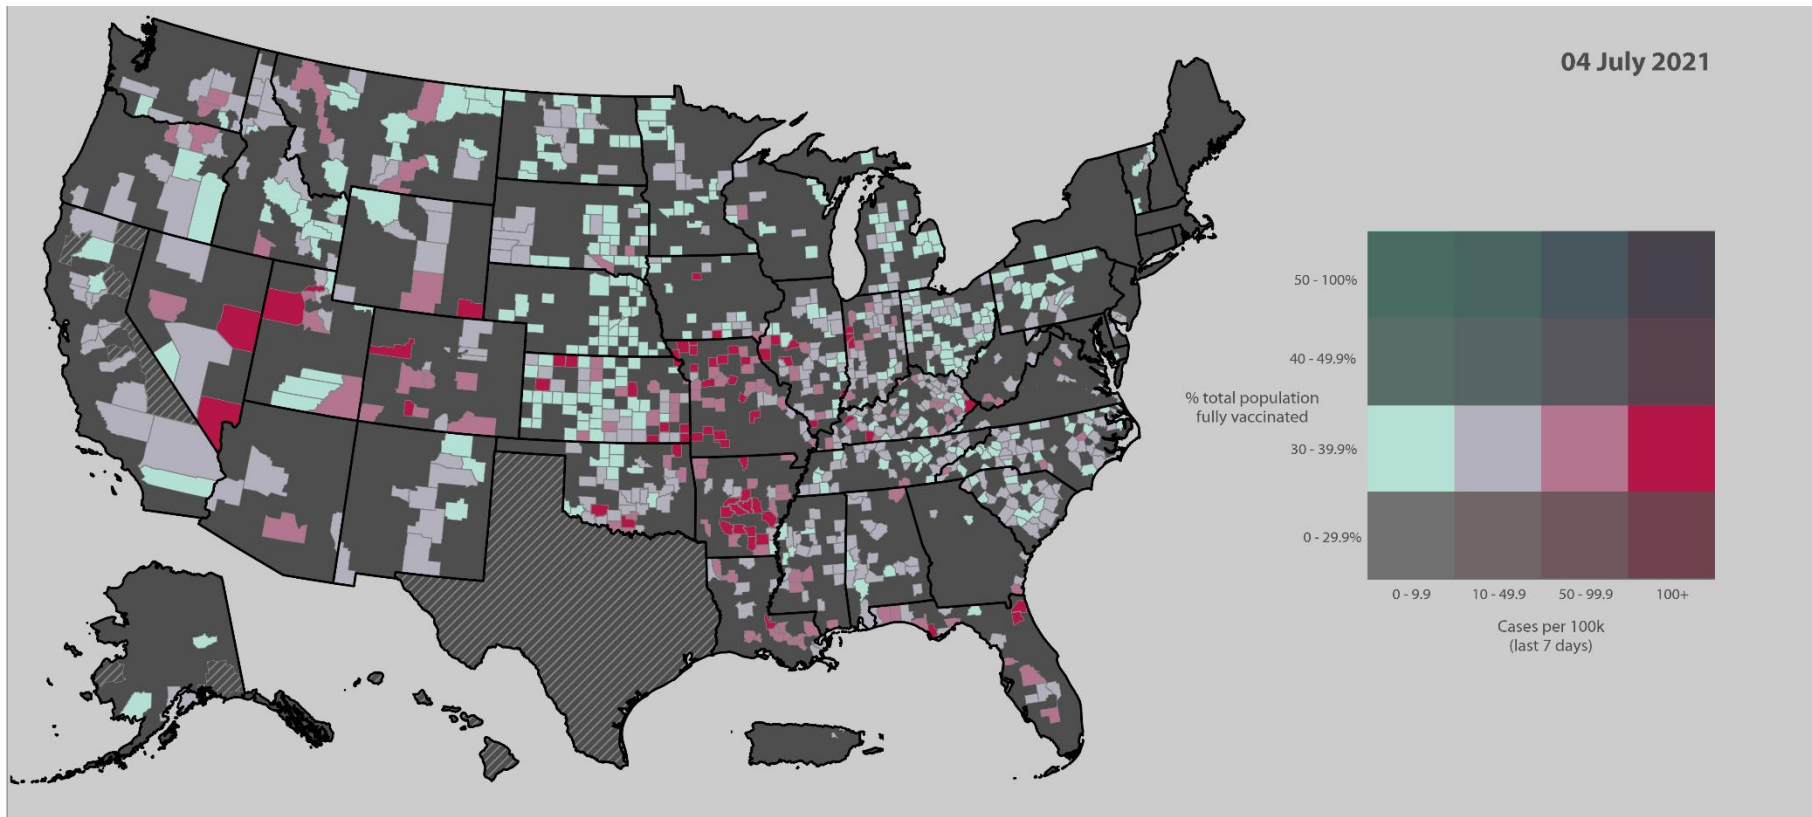 04 July 2021
50 - 100%
40 - 49.9%
% total population
fully vaccinated
30 - 39.9%
0 - 29.9%
0 - 9.9 10 - 49.9 50 - 99.9 100+
Cases per 100k
(last 7 days)